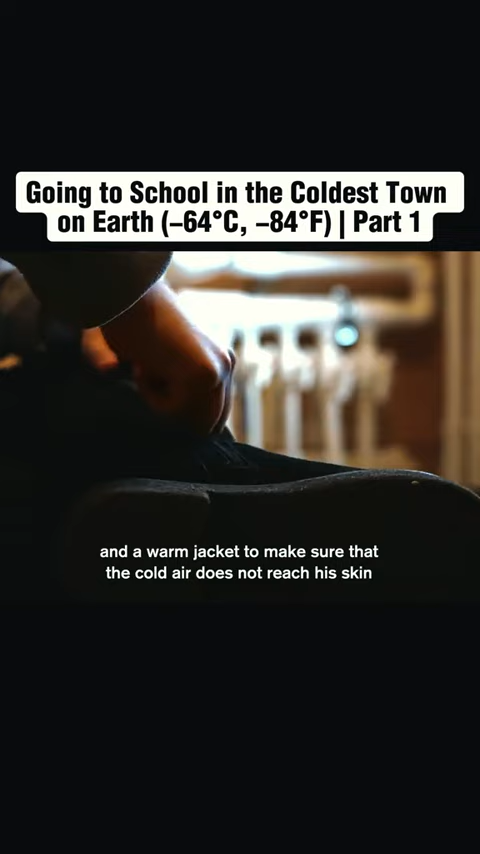 Going to School in the Coldest Town
on Earth (–64°C, –84°F) | Part 1
and a warm jacket to make sure that
the cold air does not reach his skin